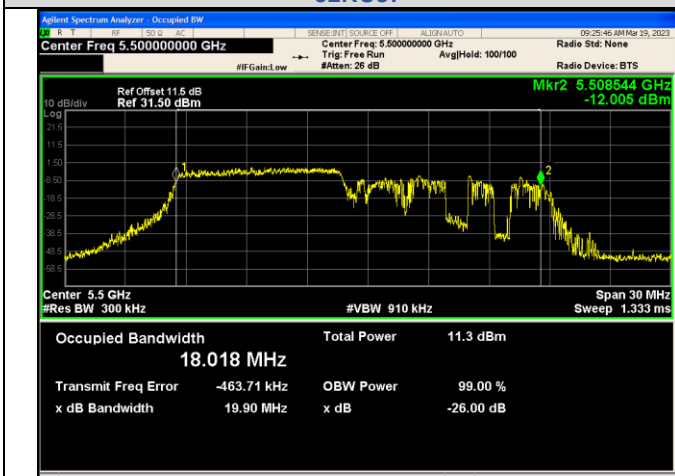 Agilent Spectrum Analyzer - Occupied BW
R T RF 50 Ω AC SENSE:INT SOURCE OFF ALIGN AUTO 09:25:46 AM Mar 19, 2023
Center Freq 5.500000000 GHz Center Freq: 5.500000000 GHz Radio Std: None
Trig: Free Run Avg|Hold: 100/100
#IFGain:Low #Atten: 26 dB Radio Device: BTS
Ref Offset 11.5 dB Mkr2 5.508544 GHz
10 dB/div Ref 31.50 dBm -12.005 dBm
Log
21.5
11.5
1.50
-8.50
-18.5
-28.5
-38.5
-48.5
-58.5
1
2
Center 5.5 GHz Span 30 MHz
#Res BW 300 kHz #VBW 910 kHz Sweep 1.333 ms
Occupied Bandwidth Total Power 11.3 dBm
18.018 MHz
Transmit Freq Error -463.71 kHz OBW Power 99.00 %
x dB Bandwidth 19.90 MHz x dB -26.00 dB